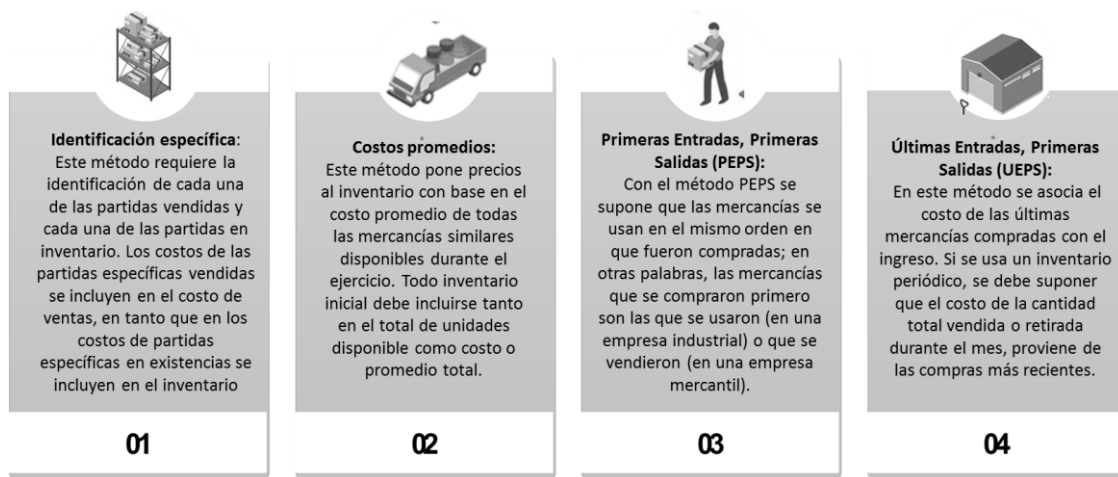 Identificación específica:
Este método requiere la
identificación de cada una
de las partidas vendidas y
cada una de las partidas en
inventario. Los costos de las
partidas específicas vendidas
se incluyen en el costo de
ventas, en tanto que en los
costos de partidas
específicas en existencias se
incluyen en el inventario
01
Costos promedios:
Este método pone precios
al inventario con base en el
costo promedio de todas
las mercancías similares
disponibles durante el
ejercicio. Todo inventario
inicial debe incluirse tanto
en el total de unidades
disponible como costo o
promedio total.
02
Primeras Entradas, Primeras
Salidas (PEPS):
Con el método PEPS se
supone que las mercancías se
usan en el mismo orden en
que fueron compradas; en
otras palabras, las mercancías
que se compraron primero
son las que se usaron (en una
empresa industrial) o que se
vendieron (en una empresa
mercantil).
03
Últimas Entradas, Primeras
Salidas (UEPS):
En este método se asocia el
costo de las últimas
mercancías compradas con el
ingreso. Si se usa un inventario
periódico, se debe suponer
que el costo de la cantidad
total vendida o retirada
durante el mes, proviene de
las compras más recientes.
04